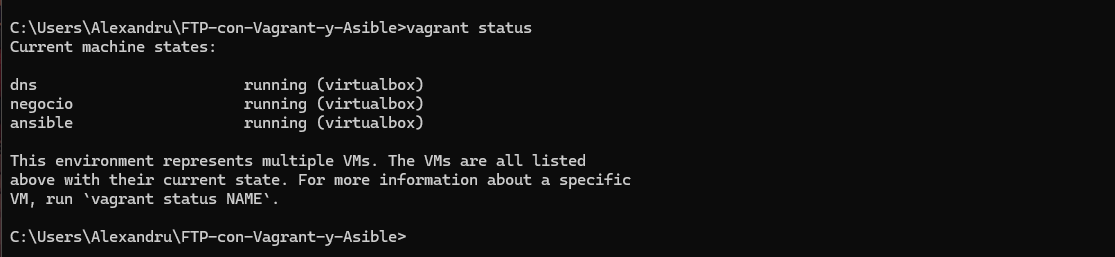 C:\Users\Alexandru\FTP-con-Vagrant-y-Asible>vagrant status
Current machine states:
dns                       running (virtualbox)
negocio                   running (virtualbox)
ansible                   running (virtualbox)
This environment represents multiple VMs. The VMs are all listed
above with their current state. For more information about a specific
VM, run `vagrant status NAME`.
C:\Users\Alexandru\FTP-con-Vagrant-y-Asible>